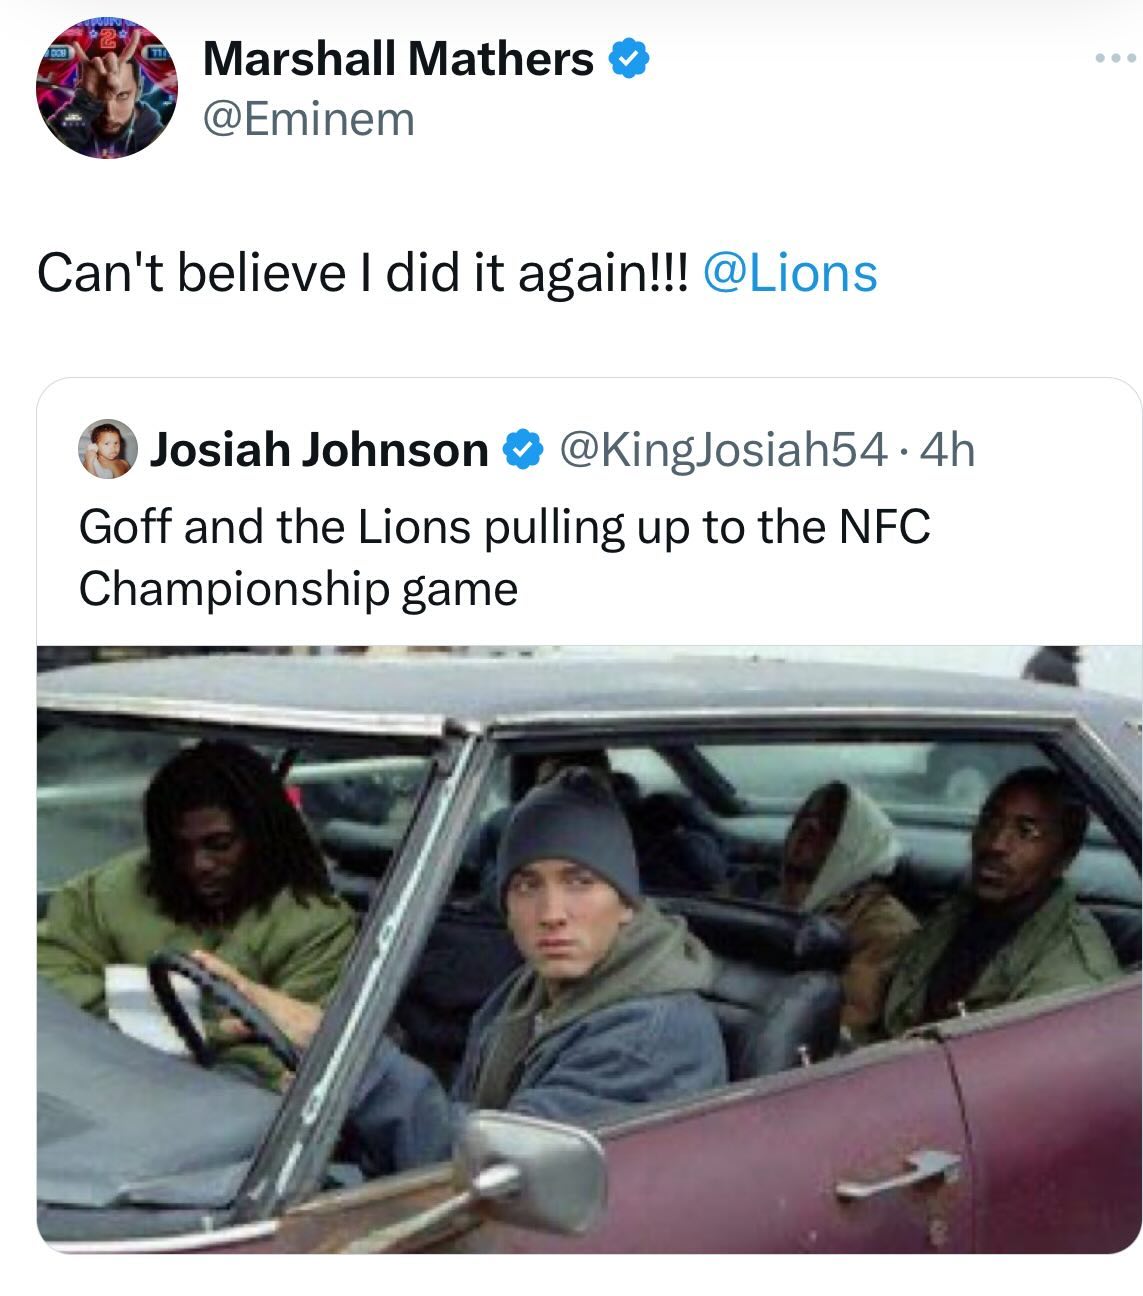 Marshall Mathers
@Eminem
Can't believe I did it again!!! @Lions
Josiah Johnson @KingJosiah54 · 4h
Goff and the Lions pulling up to the NFC
Championship game